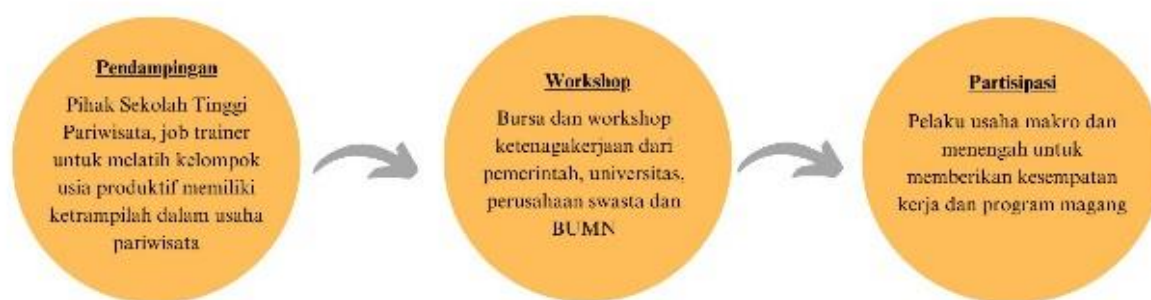 Pendampingan
Pihak Sekolah Tinggi
Pariwisata, job trainer
untuk melatih kelompok
usia produktif memiliki
ketrampilah dalam usaha
pariwisata
Workshop
Bursa dan workshop
ketenagakerjaan dari
pemerintah, universitas,
perusahaan swasta dan
BUMN
Partisipasi
Pelaku usaha makro dan
menengah untuk
memberikan kesempatan
kerja dan program magang